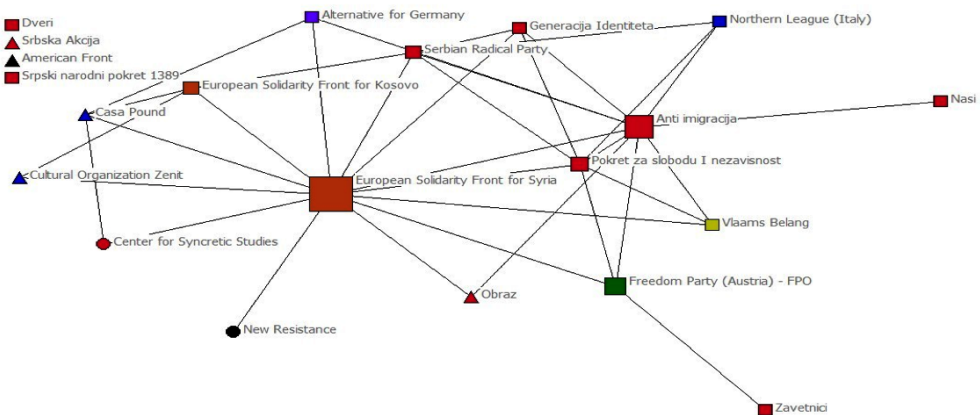 Dveri
Srbska Akcija
American Front
Srpski narodni pokret 1389
Alternative for Germany
Generacija Identiteta
Northern League (Italy)
Serbian Radical Party
European Solidarity Front for Kosovo
Nasi
Casa Pound
Anti imigracija
Pokret za slobodu I nezavisnost
Cultural Organization Zenit
European Solidarity Front for Syria
Vlaams Belang
Center for Syncretic Studies
Freedom Party (Austria) - FPO
Obraz
New Resistance
Zavetnici